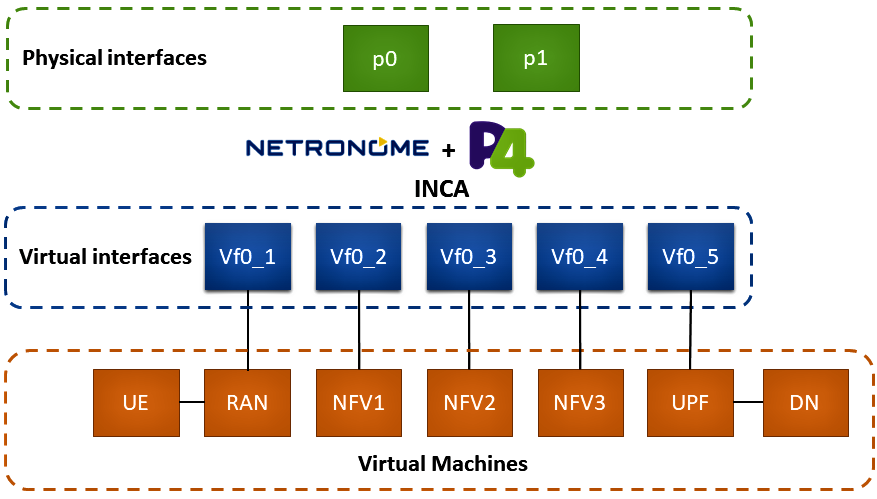 Physical interfaces
p0
p1
NETRONOME + P4
INCA
Virtual interfaces
Vf0_1
Vf0_2
Vf0_3
Vf0_4
Vf0_5
UE
RAN
NFV1
NFV2
NFV3
UPF
DN
Virtual Machines